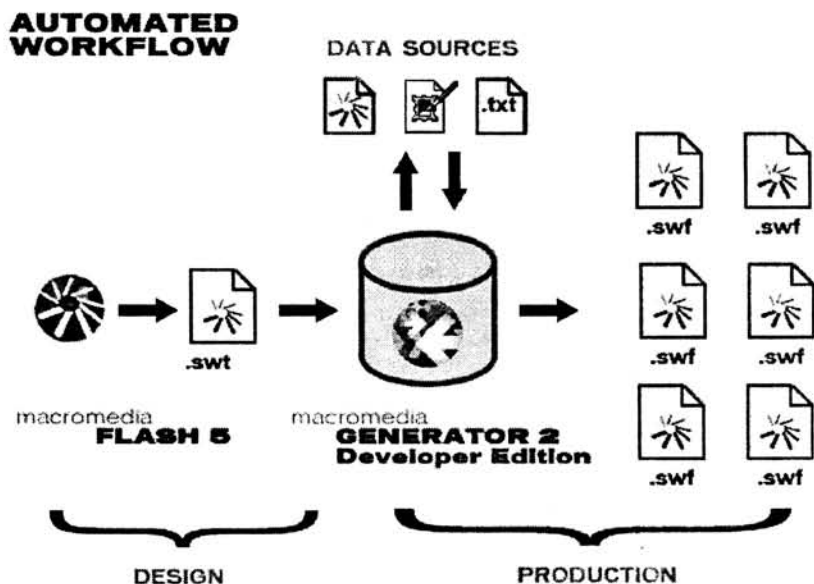 AUTOMATED
WORKFLOW
DATA SOURCES
.txt
.swf
.swf
.swt
.swf
.swf
macromedia
FLASH 5
macromedia
GENERATOR 2
Developer Edition
.swf
.swf
DESIGN
PRODUCTION